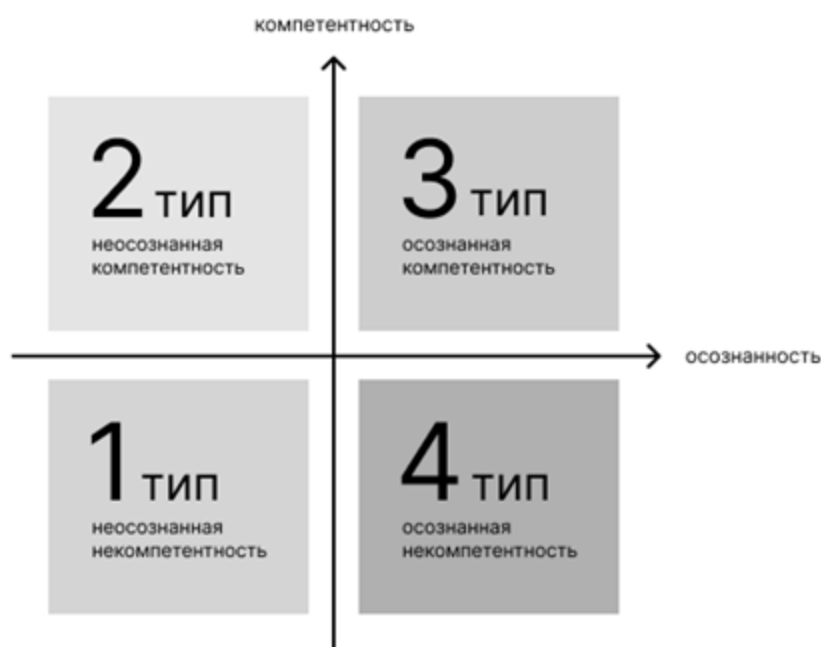 компетентность
2 тип
неосознанная
компетентность
3 тип
осознанная
компетентность
осознанность
1 тип
неосознанная
некомпетентность
4 тип
осознанная
некомпетентность